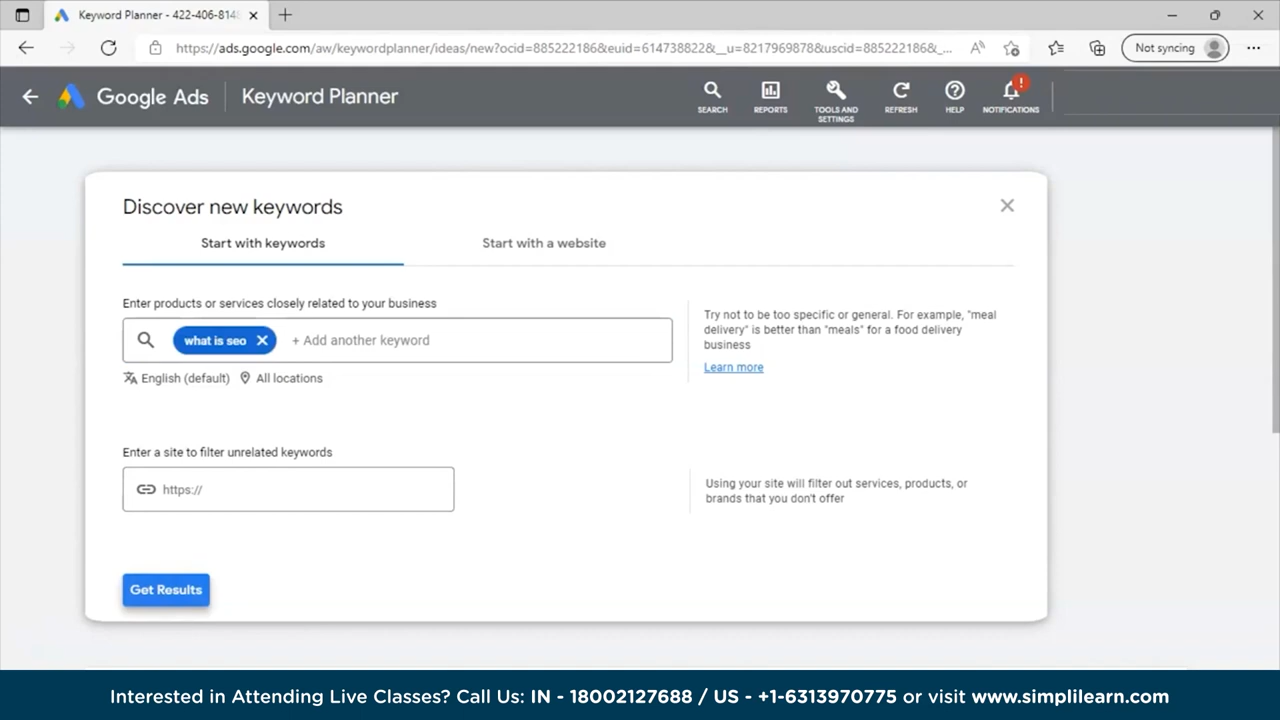 Keyword Planner - 422-406-8148
https://ads.google.com/aw/keywordplanner/ideas/new?ocid=885222186&euid=614738822&__u=8217969878&uscid=885222186&_...
Not syncing
Google Ads
Keyword Planner
SEARCH
REPORTS
TOOLS AND
SETTINGS
REFRESH
HELP
NOTIFICATIONS
Discover new keywords
Start with keywords
Start with a website
Enter products or services closely related to your business
what is seo
+ Add another keyword
English (default)
All locations
Try not to be too specific or general. For example, "meal
delivery" is better than "meals" for a food delivery
business
Learn more
Enter a site to filter unrelated keywords
https://
Using your site will filter out services, products, or
brands that you don't offer
Get Results
Interested in Attending Live Classes? Call Us: IN - 18002127688 / US - +1-6313970775 or visit www.simplilearn.com